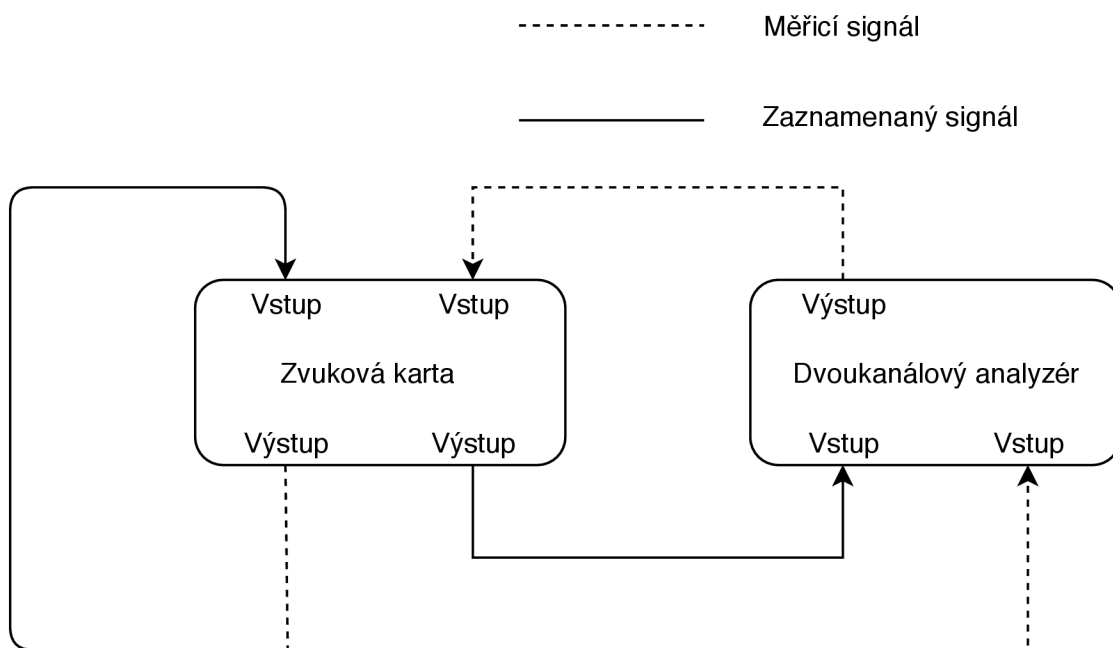 Měřicí signál
Zaznamenaný signál
Vstup Vstup
Zvuková karta
Výstup Výstup
Výstup
Dvoukanálový analyzér
Vstup Vstup